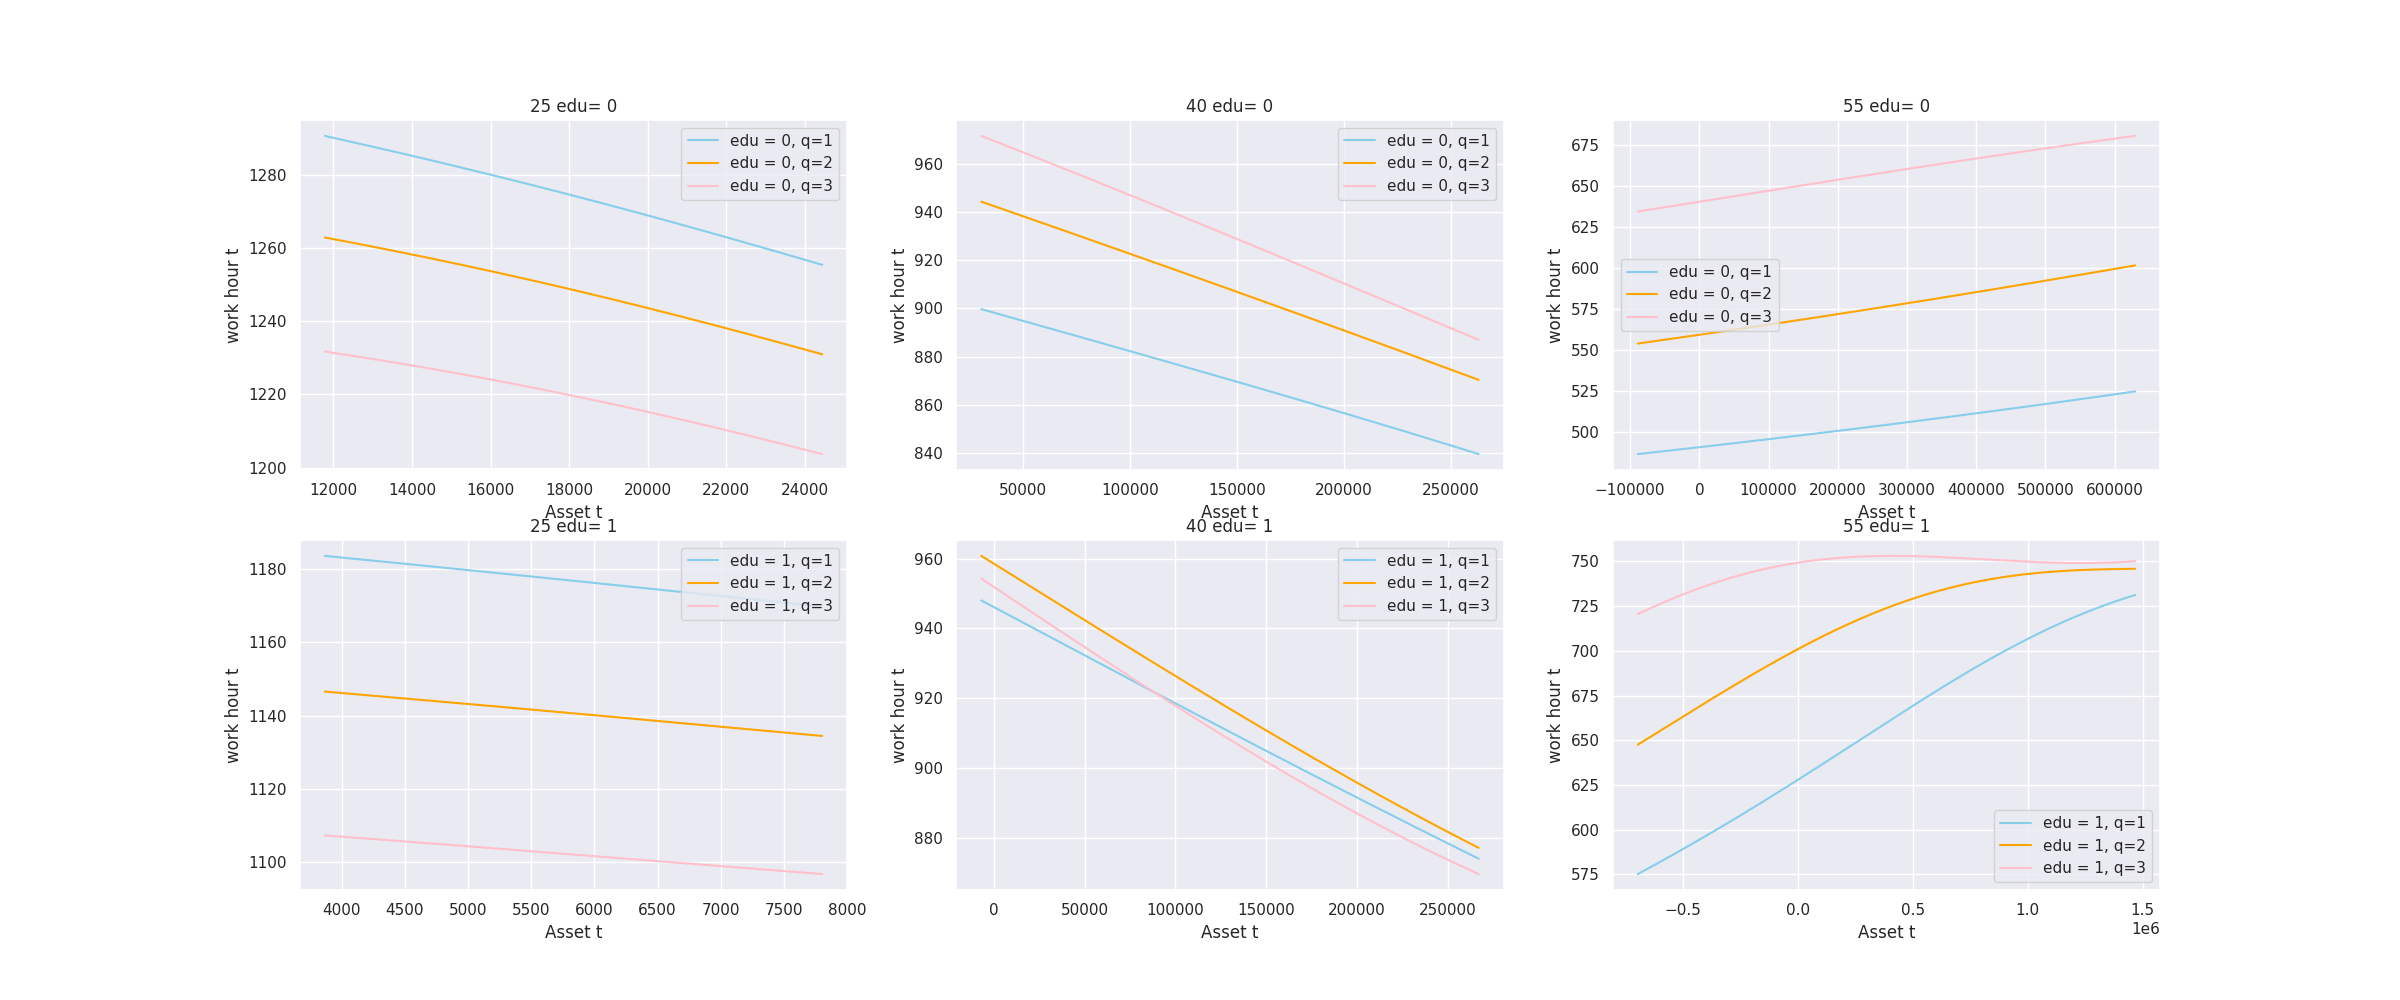 25 edu= 0
edu = 0, q=1
edu = 0, q=2
edu = 0, q=3
work hour t
1280
1260
1240
1220
1200
12000 14000 16000 18000 20000 22000 24000
Asset t
40 edu= 0
edu = 0, q=1
edu = 0, q=2
edu = 0, q=3
work hour t
960
940
920
900
880
860
840
50000 100000 150000 200000 250000
Asset t
55 edu= 0
edu = 0, q=1
edu = 0, q=2
edu = 0, q=3
work hour t
675
650
625
600
575
550
525
500
−100000 0 100000 200000 300000 400000 500000 600000
Asset t
25 edu= 1
edu = 1, q=1
edu = 1, q=2
edu = 1, q=3
work hour t
1180
1160
1140
1120
1100
4000 4500 5000 5500 6000 6500 7000 7500 8000
Asset t
40 edu= 1
edu = 1, q=1
edu = 1, q=2
edu = 1, q=3
work hour t
960
940
920
900
880
0 50000 100000 150000 200000 250000
Asset t
55 edu= 1
work hour t
750
725
700
675
650
625
600
575
edu = 1, q=1
edu = 1, q=2
edu = 1, q=3
−0.5 0.0 0.5 1.0 1.5
1e6
Asset t